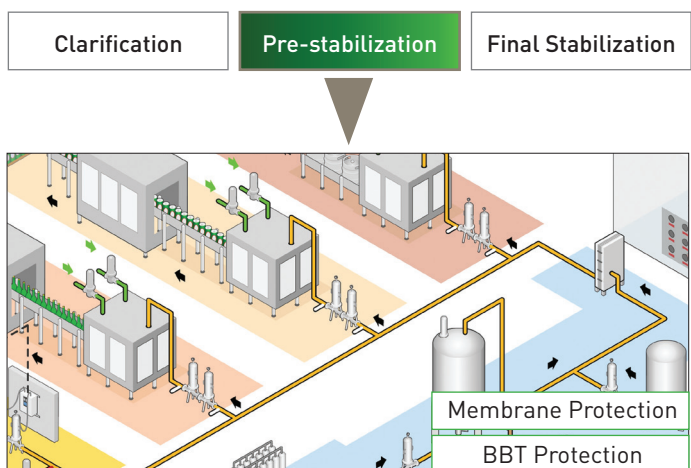 Clarification
Pre-stabilization
Final Stabilization
Membrane Protection
BBT Protection